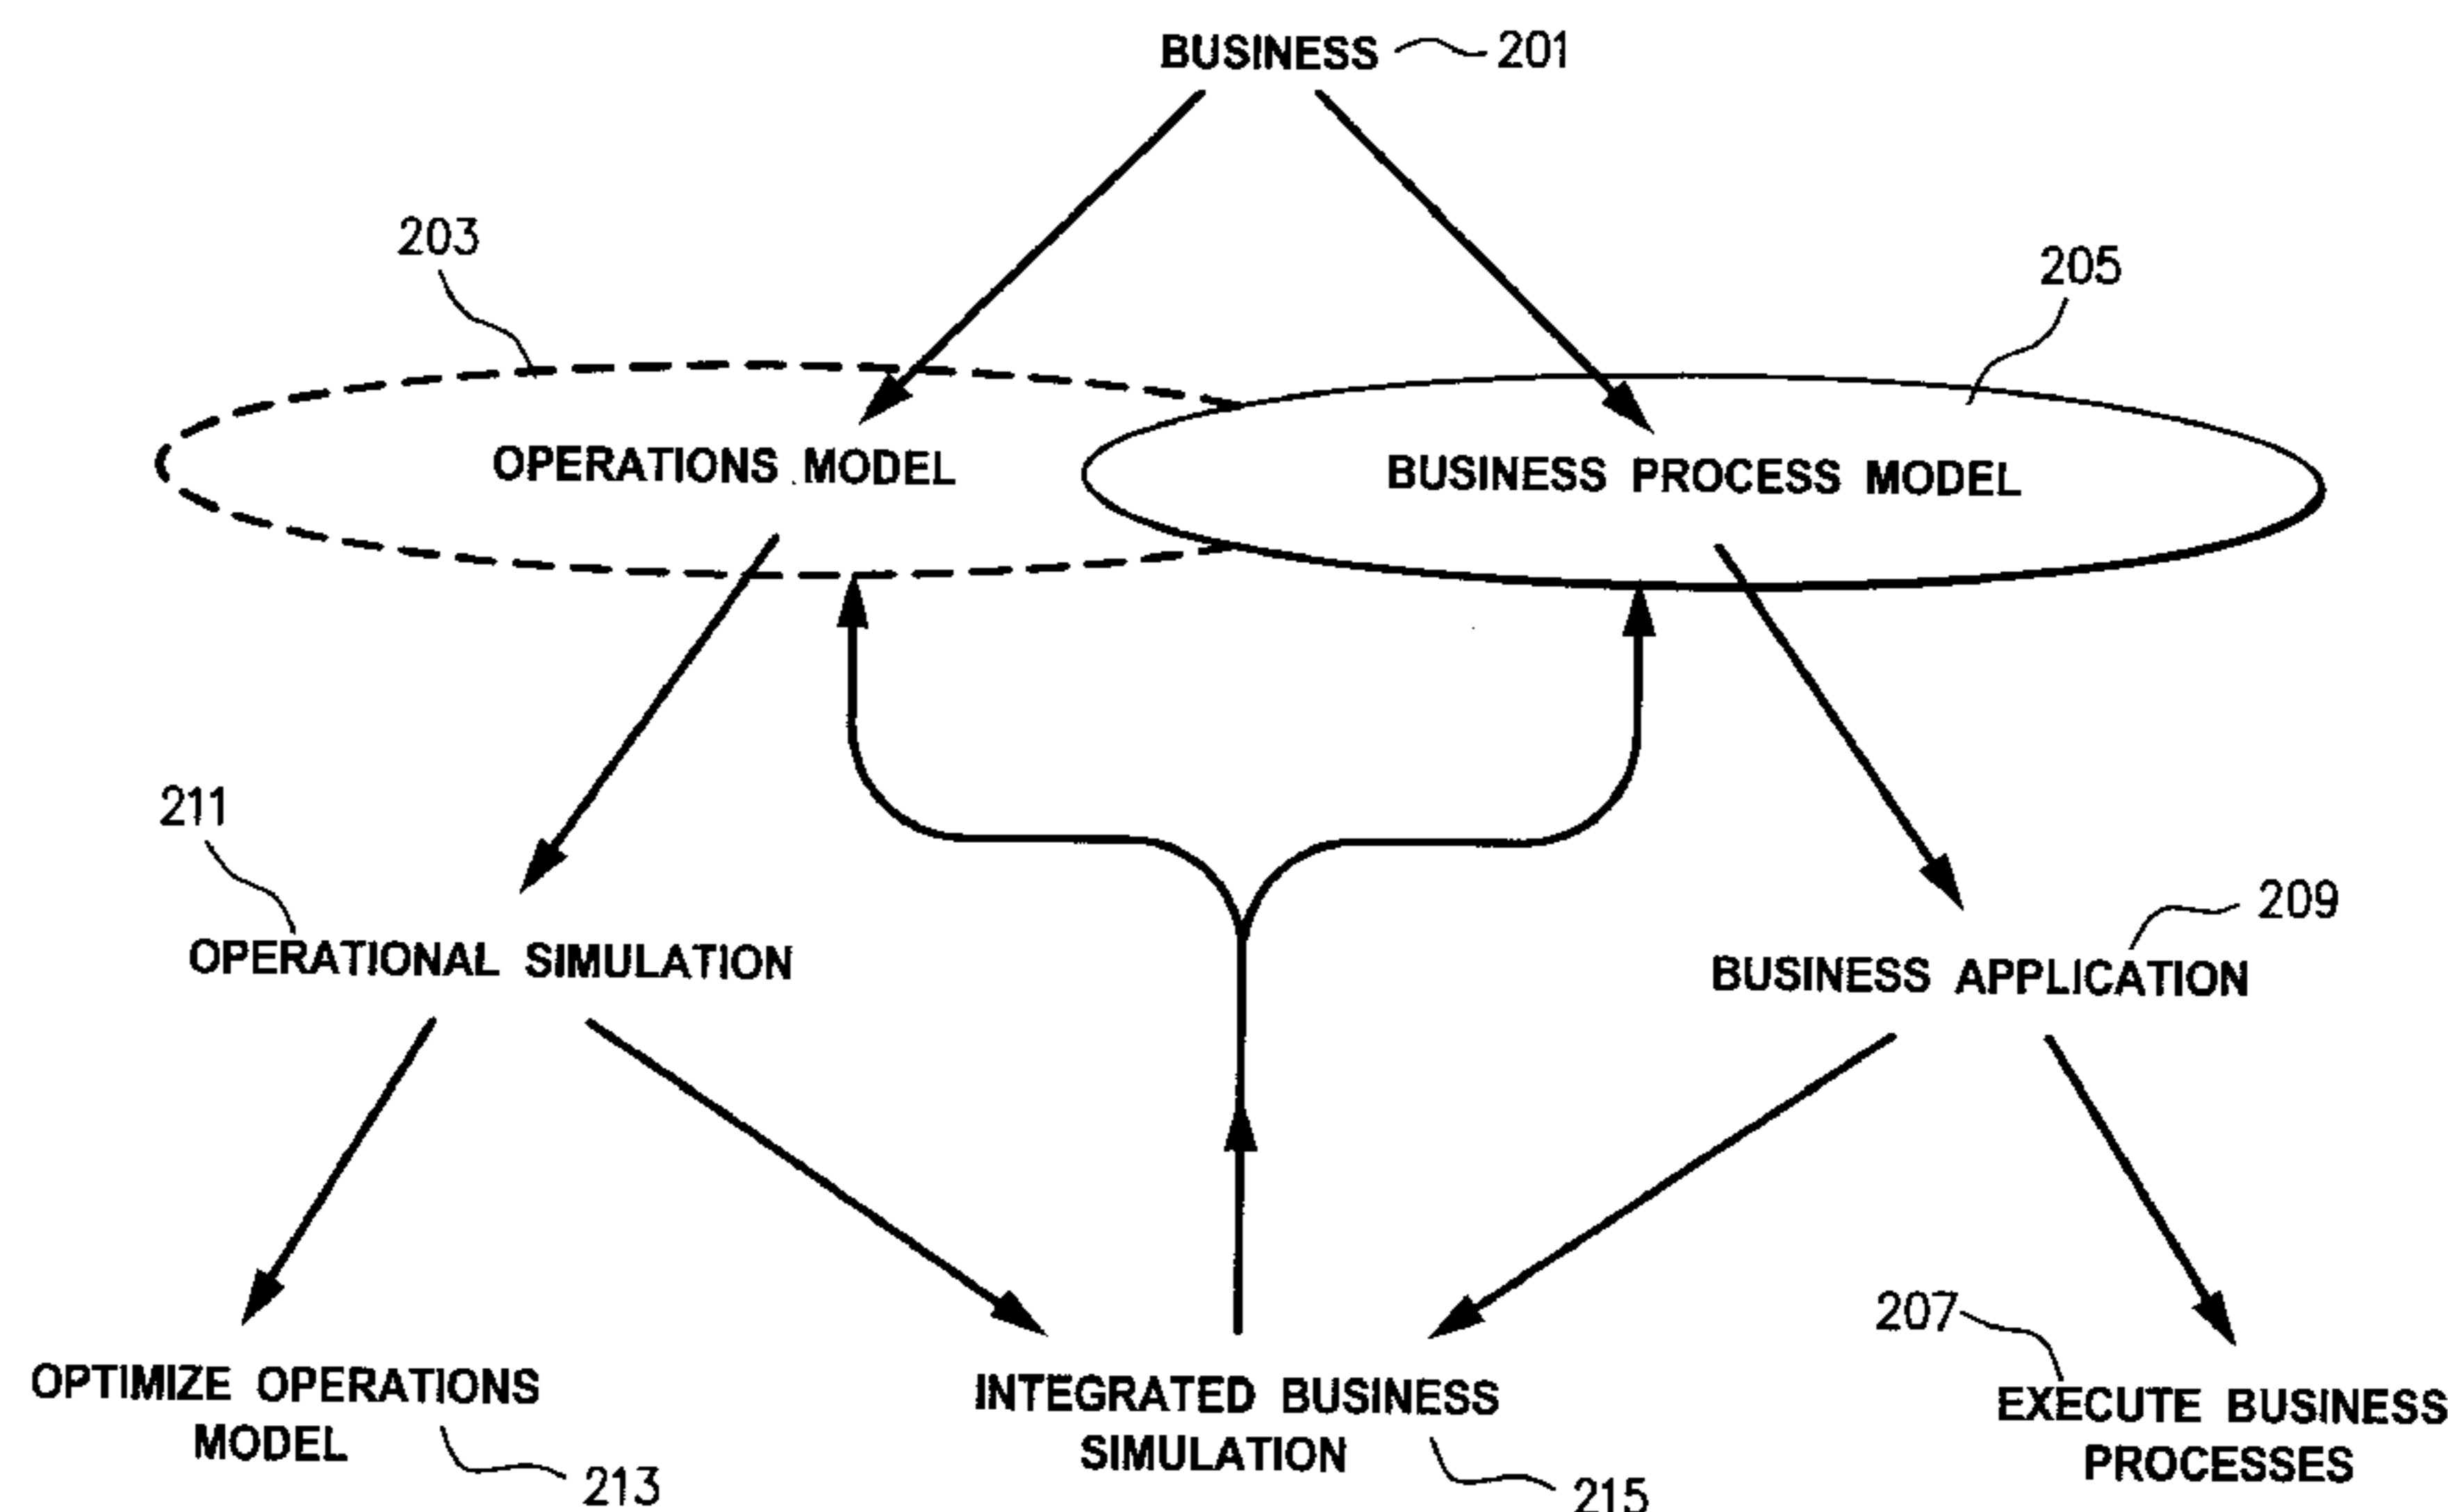 BUSINESS 201
203
205
OPERATIONS MODEL
BUSINESS PROCESS MODEL
211
209
OPERATIONAL SIMULATION
BUSINESS APPLICATION
207
OPTIMIZE OPERATIONS
MODEL
213
INTEGRATED BUSINESS
SIMULATION
215
EXECUTE BUSINESS
PROCESSES